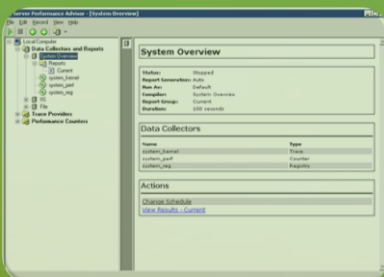 Server Performance Advisor - [System Overview]
File Edit Record View Help
Local Computer
Data Collectors and Reports
System Overview
Reports
Current
system_kernel
system_perf
system_reg
IIS
File
Trace Providers
Performance Counters
System Overview
Status: Stopped
Report Generation: Auto
Run As: Default
Compiler: System Overview
Report Group: Current
Duration: 100 seconds
Data Collectors
Name Type
system_kernel Trace
system_perf Counter
system_reg Registry
Actions
Change Schedule
View Results - Current